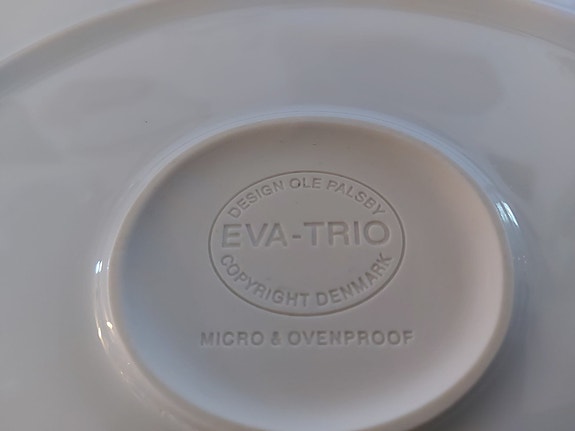 DESIGN OLE PALSBY
EVA-TRIO
COPYRIGHT DENMARK
MICRO & OVENPROOF